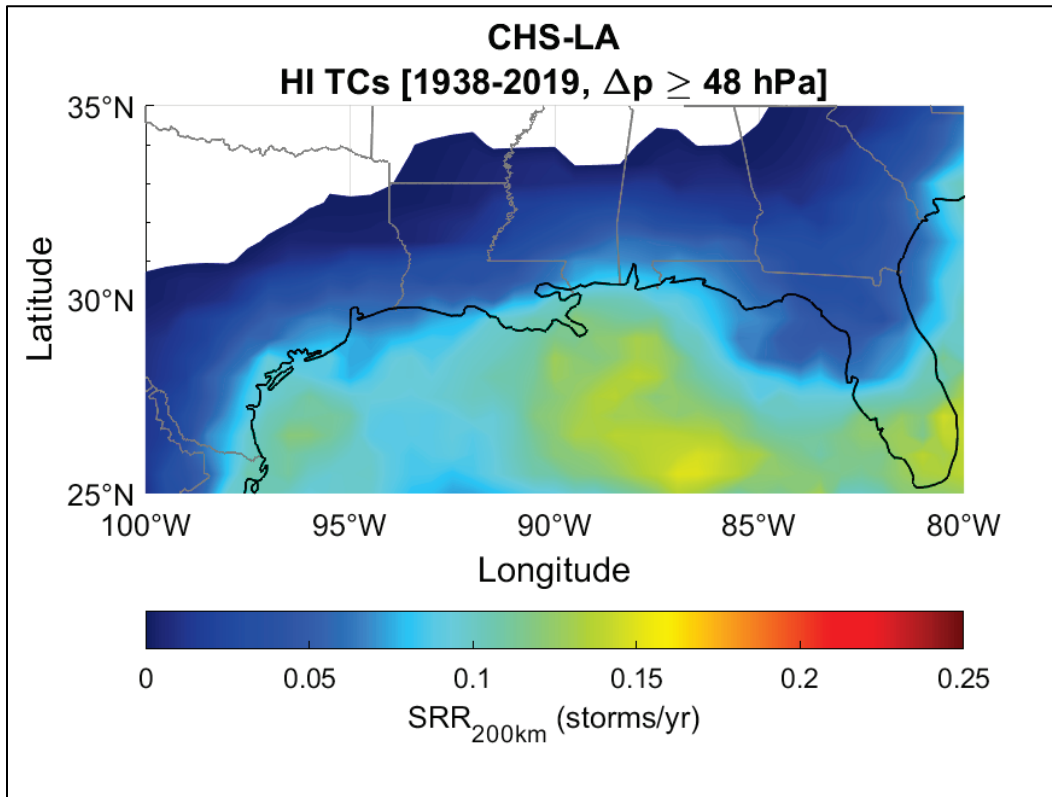 CHS-LA
HI TCs [1938-2019, Δp ≥ 48 hPa]
35°N
30°N
25°N
Latitude
100°W 95°W 90°W 85°W 80°W
Longitude
0 0.05 0.1 0.15 0.2 0.25
SRR200km (storms/yr)